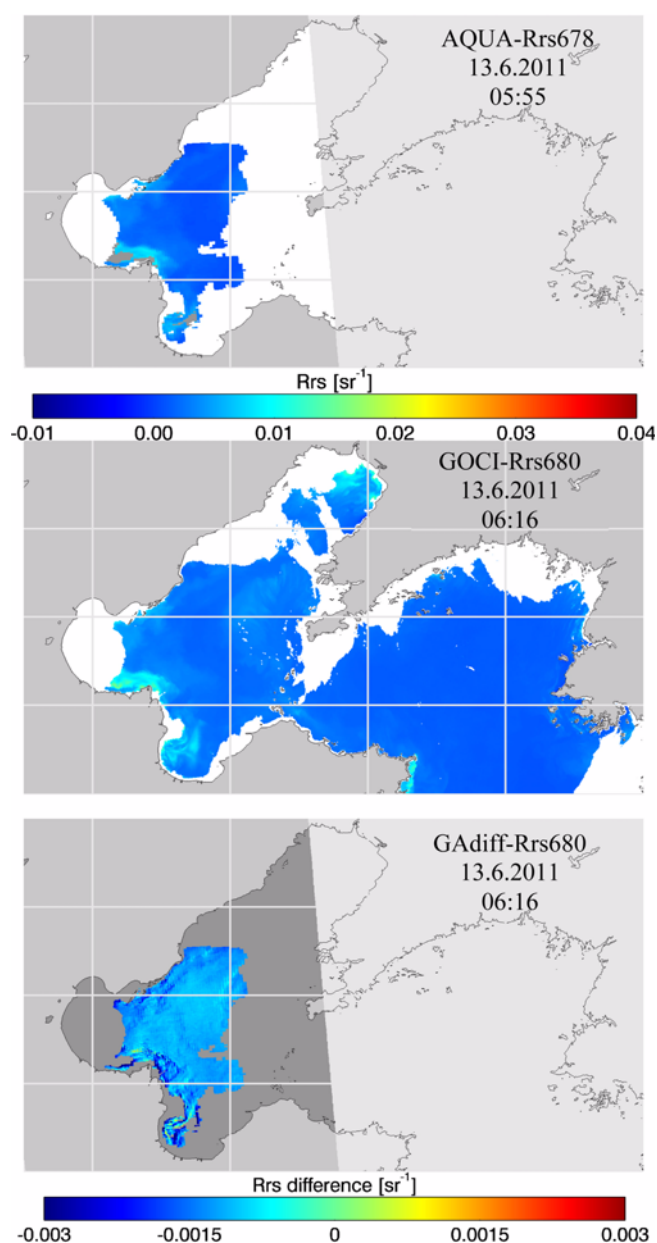 AQUA-Rrs678
13.6.2011
05:55
Rrs [sr⁻¹]
-0.01 0.00 0.01 0.02 0.03 0.04
GOCI-Rrs680
13.6.2011
06:16
GAdiff-Rrs680
13.6.2011
06:16
Rrs difference [sr⁻¹]
-0.003 -0.0015 0 0.0015 0.003